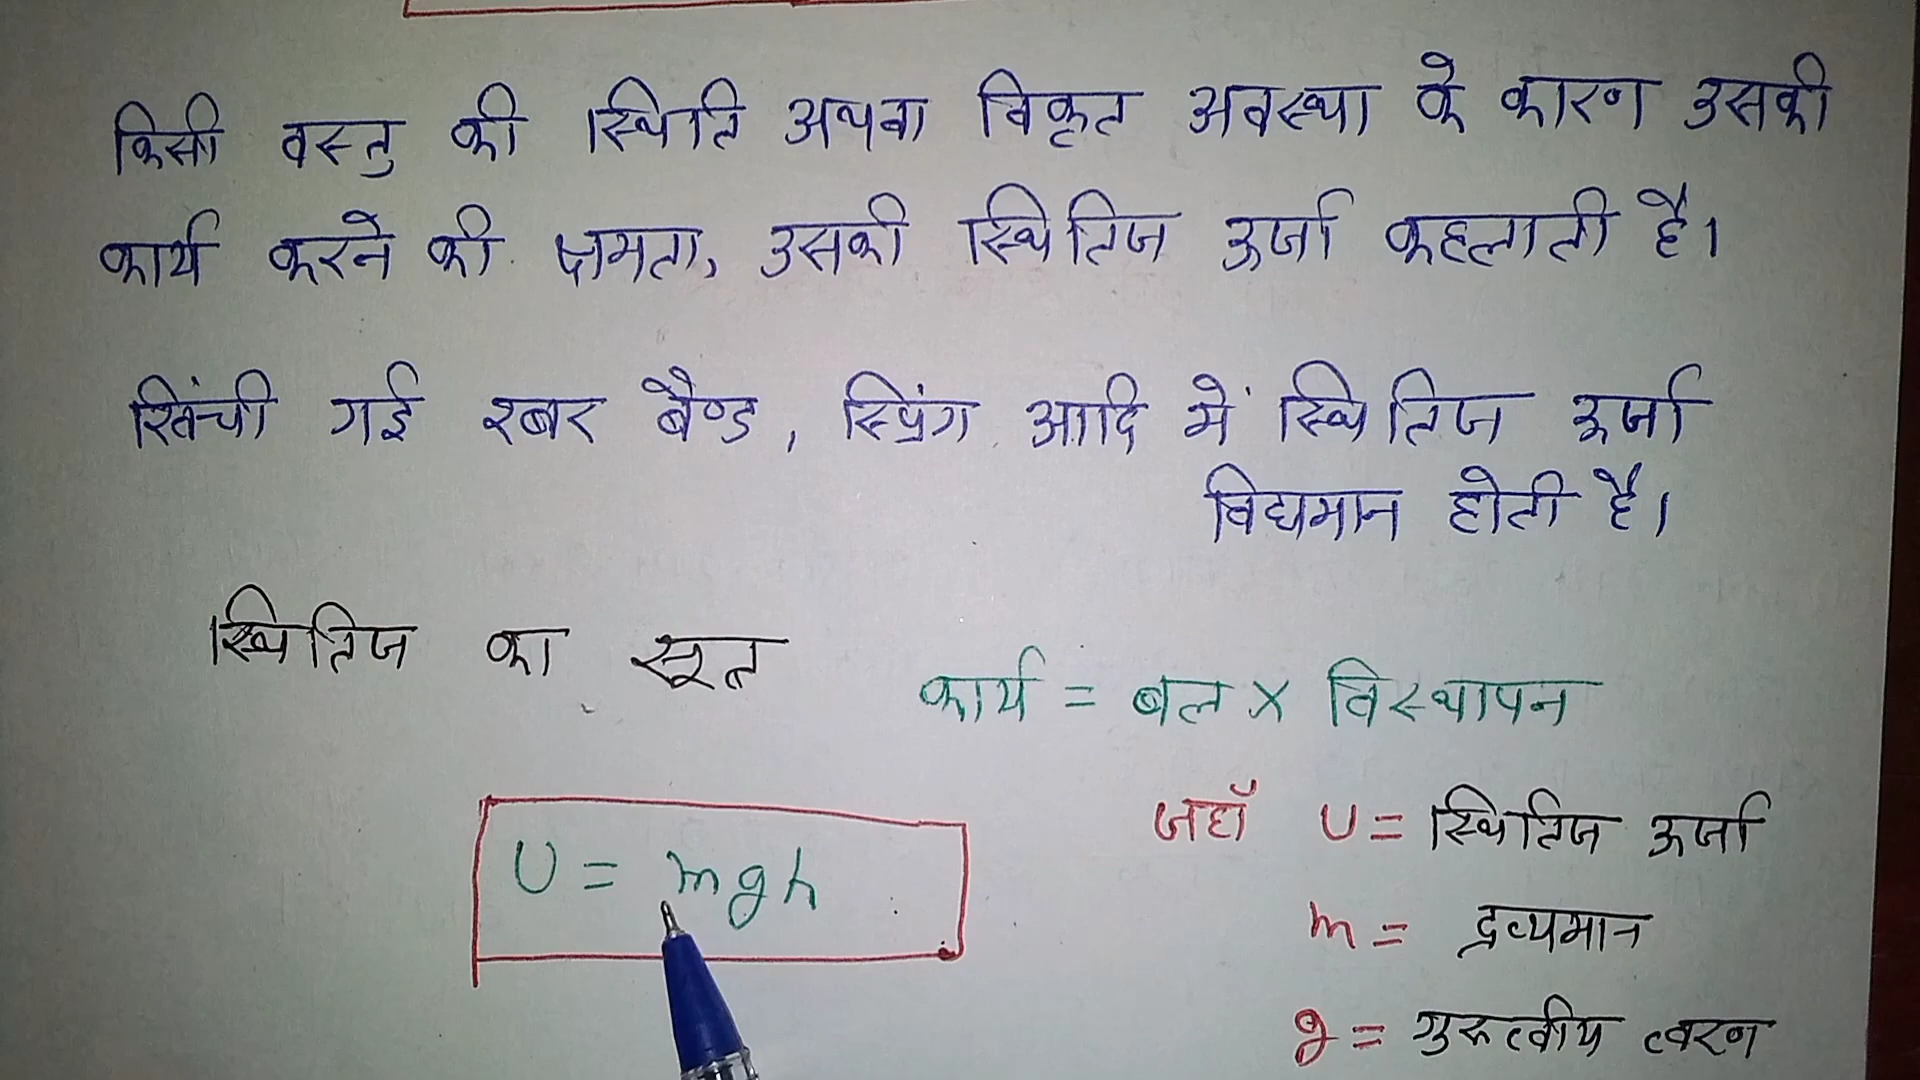 किसी वस्तु की स्थिति अथवा विकृत अवस्था के कारण उसकी
कार्य करने की क्षमता, उसकी स्थितिज ऊर्जा कहलाती है।
खिंची गई रबर बैण्ड, स्प्रिंग आदि में स्थितिज ऊर्जा
विद्यमान होती है।
स्थितिज का सूत्र
कार्य = बल x विस्थापन
U = mgh
जहाँ U = स्थितिज ऊर्जा
m = द्रव्यमान
g = गुरुत्वीय त्वरण